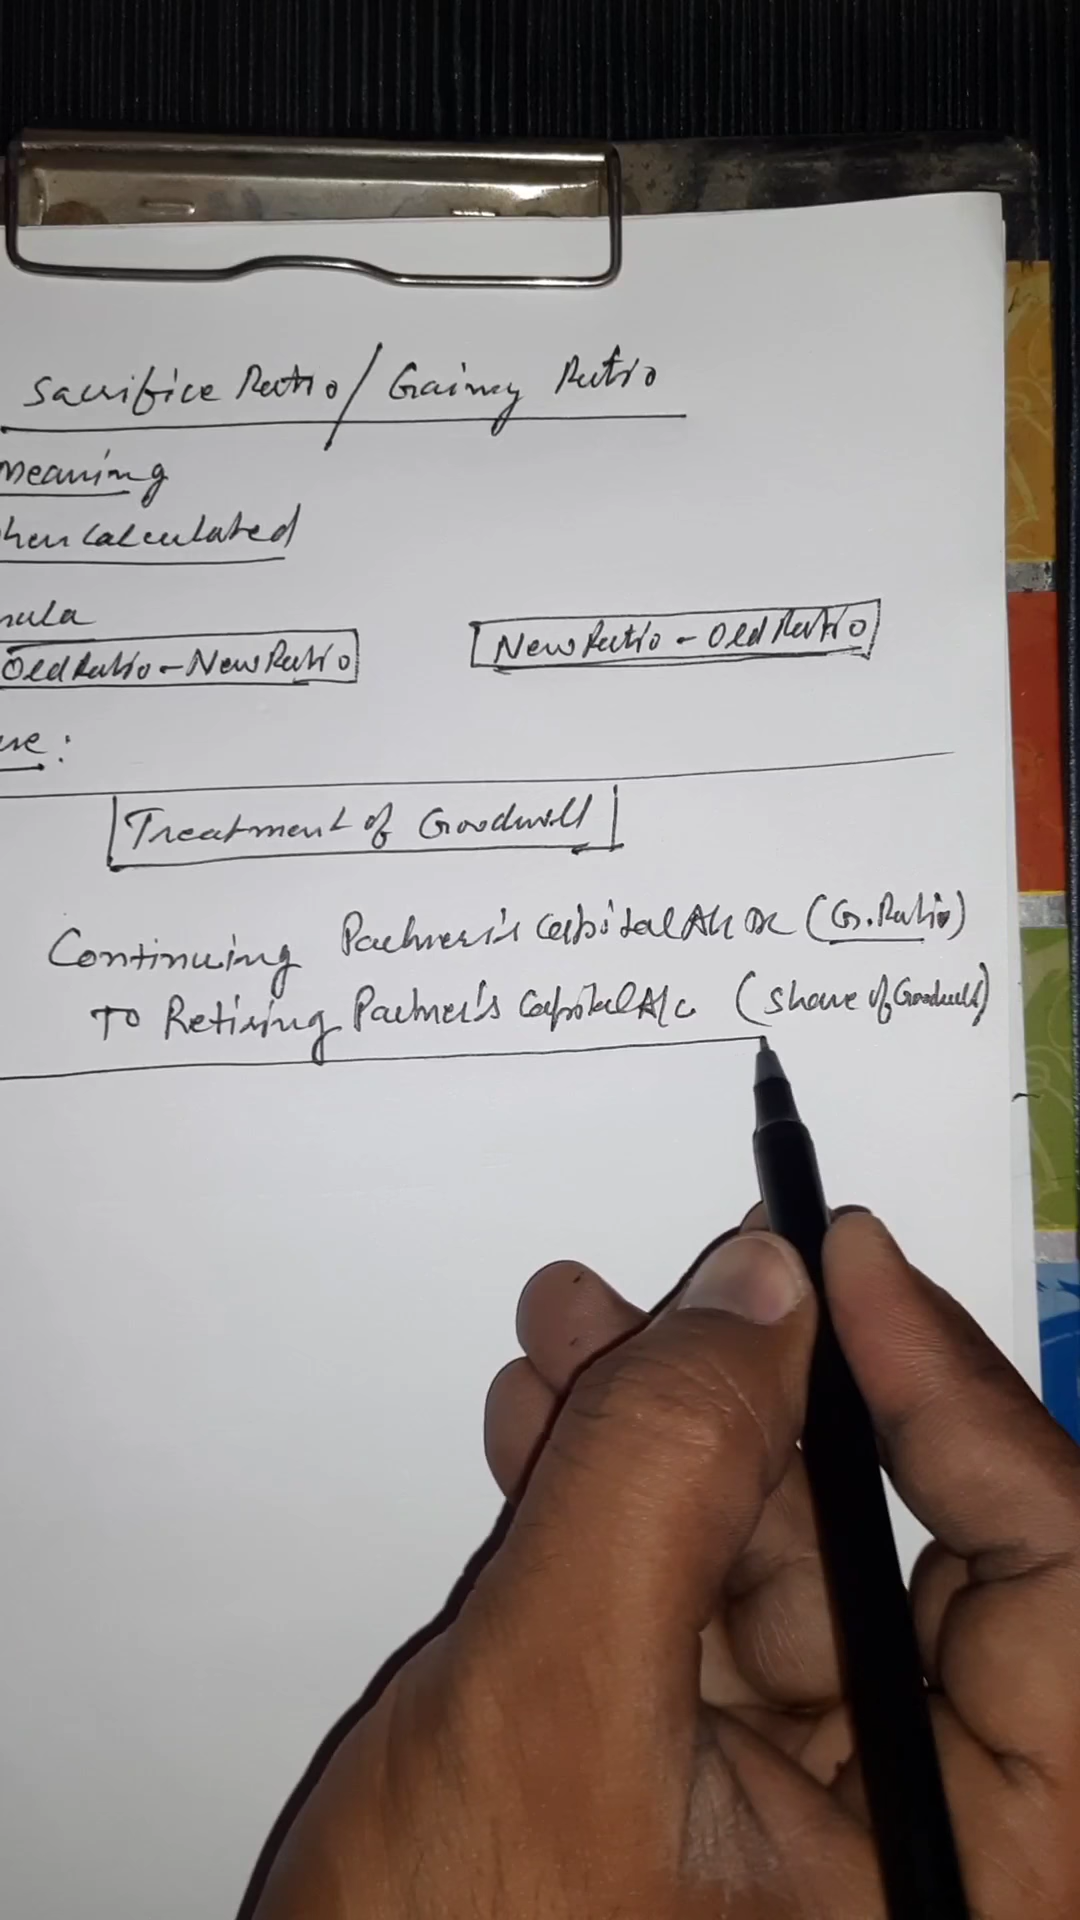 Sacrifice Ratio / Gaining Ratio
Meaning
hen Calculated
mula
Old Ratio - New Ratio
New Ratio - Old Ratio
:
Treatment of Goodwill
Continuing Partner's Capital A/c Dr (G. Ratio)
To Retiring Partner's Capital A/c (Share of Goodwill)